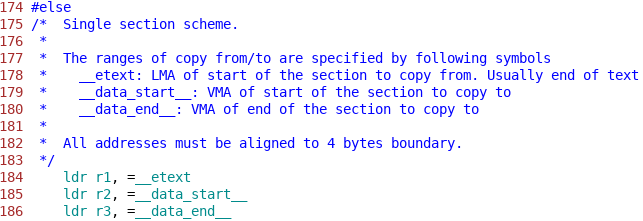 174 #else
175 /*  Single section scheme.
176  *
177  *  The ranges of copy from/to are specified by following symbols
178  *    __etext: LMA of start of the section to copy from. Usually end of text
179  *    __data_start__: VMA of start of the section to copy to
180  *    __data_end__: VMA of end of the section to copy to
181  *
182  *  All addresses must be aligned to 4 bytes boundary.
183  */
184     ldr r1, =__etext
185     ldr r2, =__data_start__
186     ldr r3, =__data_end__